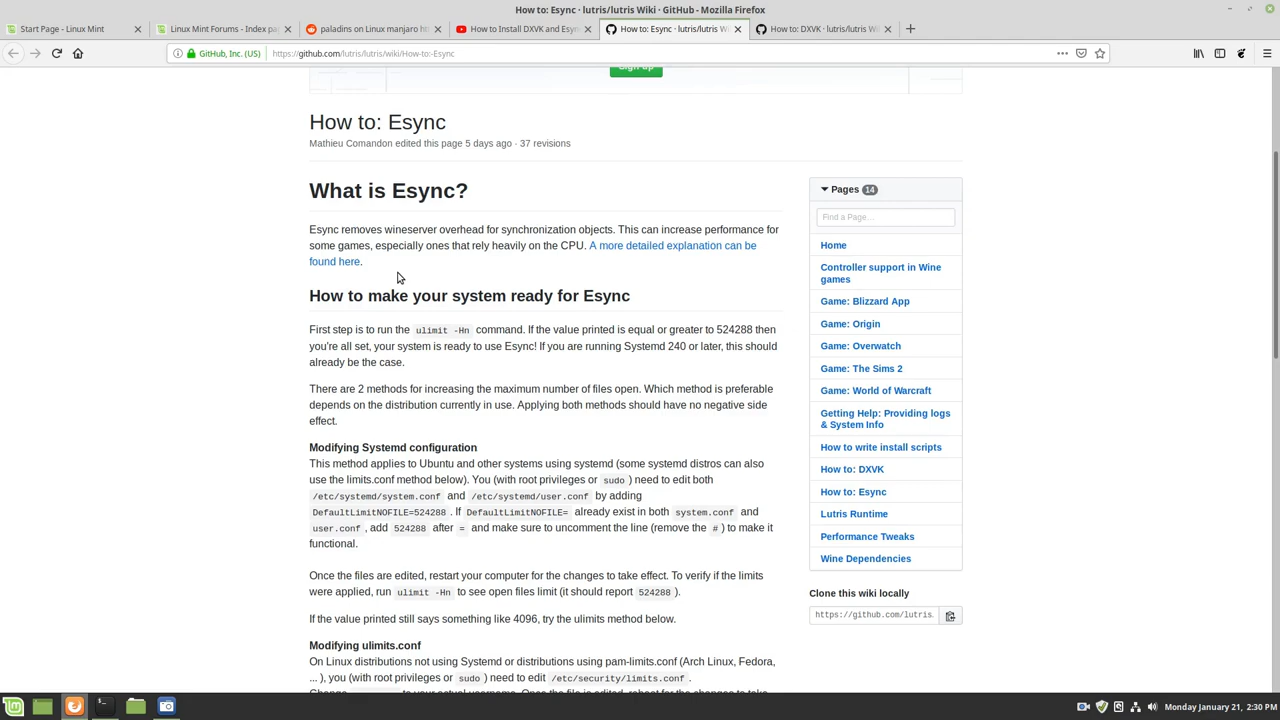 How to: Esync · lutris/lutris Wiki · GitHub - Mozilla Firefox
Start Page - Linux Mint
Linux Mint Forums - Index pa
paladins on Linux manjaro ht
How to Install DXVK and Esyn
How to: Esync · lutris/lutris W
How to: DXVK · lutris/lutris Wi
GitHub, Inc. (US)
https://github.com/lutris/lutris/wiki/How-to:-Esync
Sign up
How to: Esync
Mathieu Comandon edited this page 5 days ago · 37 revisions
What is Esync?
Esync removes wineserver overhead for synchronization objects. This can increase performance for
some games, especially ones that rely heavily on the CPU. A more detailed explanation can be
found here.
How to make your system ready for Esync
First step is to run the ulimit -Hn command. If the value printed is equal or greater to 524288 then
you're all set, your system is ready to use Esync! If you are running Systemd 240 or later, this should
already be the case.
There are 2 methods for increasing the maximum number of files open. Which method is preferable
depends on the distribution currently in use. Applying both methods should have no negative side
effect.
Modifying Systemd configuration
This method applies to Ubuntu and other systems using systemd (some systemd distros can also
use the limits.conf method below). You (with root privileges or sudo ) need to edit both
/etc/systemd/system.conf and /etc/systemd/user.conf by adding
DefaultLimitNOFILE=524288 . If DefaultLimitNOFILE= already exist in both system.conf and
user.conf , add 524288 after = and make sure to uncomment the line (remove the # ) to make it
functional.
Once the files are edited, restart your computer for the changes to take effect. To verify if the limits
were applied, run ulimit -Hn to see open files limit (it should report 524288 ).
If the value printed still says something like 4096, try the ulimits method below.
Modifying ulimits.conf
On Linux distributions not using Systemd or distributions using pam-limits.conf (Arch Linux, Fedora,
... ), you (with root privileges or sudo ) need to edit /etc/security/limits.conf .
Change to your actual username. Once the file is edited, reboot for the changes to take
Pages 14
Find a Page...
Home
Controller support in Wine
games
Game: Blizzard App
Game: Origin
Game: Overwatch
Game: The Sims 2
Game: World of Warcraft
Getting Help: Providing logs
& System Info
How to write install scripts
How to: DXVK
How to: Esync
Lutris Runtime
Performance Tweaks
Wine Dependencies
Clone this wiki locally
https://github.com/lutris.
Monday January 21, 2:30 PM